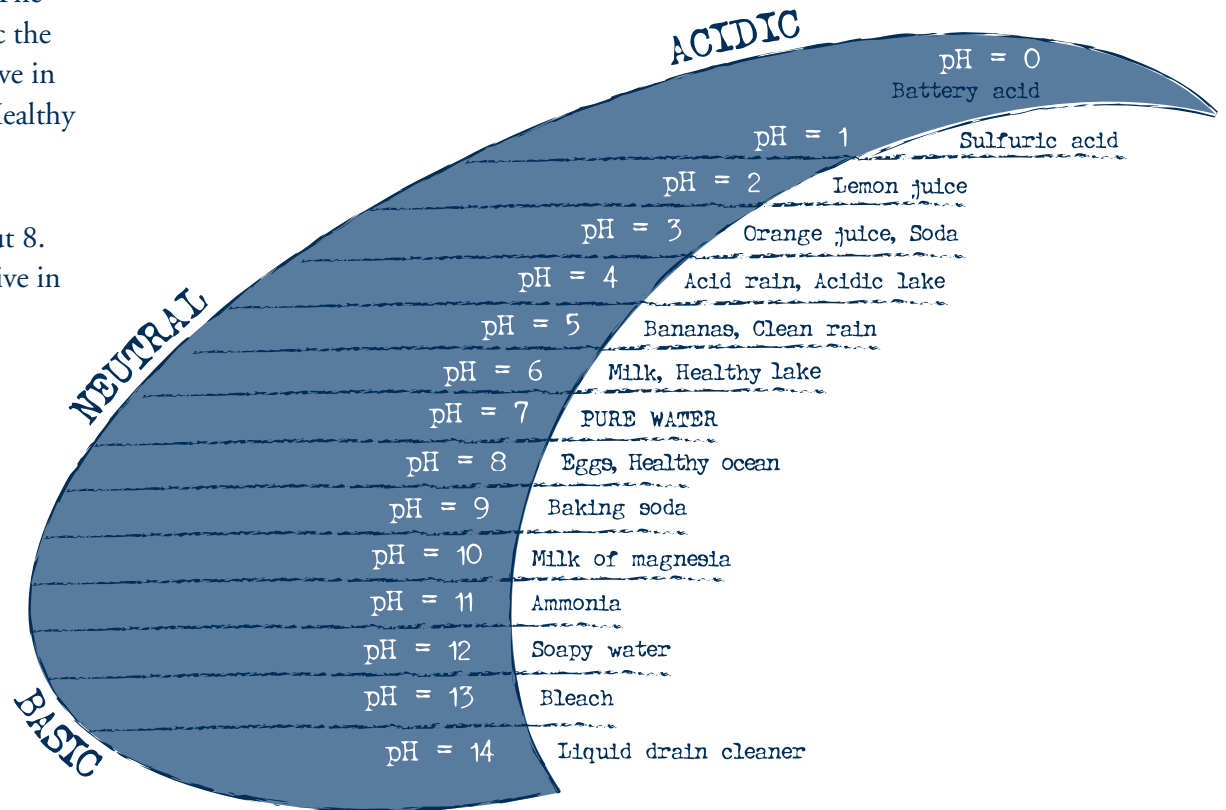 the
ve in
ealthy
8.
ive in
ACIDIC
NEUTRAL
BASIC
pH = 0
Battery acid
pH = 1 Sulfuric acid
pH = 2 Lemon juice
pH = 3 Orange juice, Soda
pH = 4 Acid rain, Acidic lake
pH = 5 Bananas, Clean rain
pH = 6 Milk, Healthy lake
pH = 7 PURE WATER
pH = 8 Eggs, Healthy ocean
pH = 9 Baking soda
pH = 10 Milk of magnesia
pH = 11 Ammonia
pH = 12 Soapy water
pH = 13 Bleach
pH = 14 Liquid drain cleaner